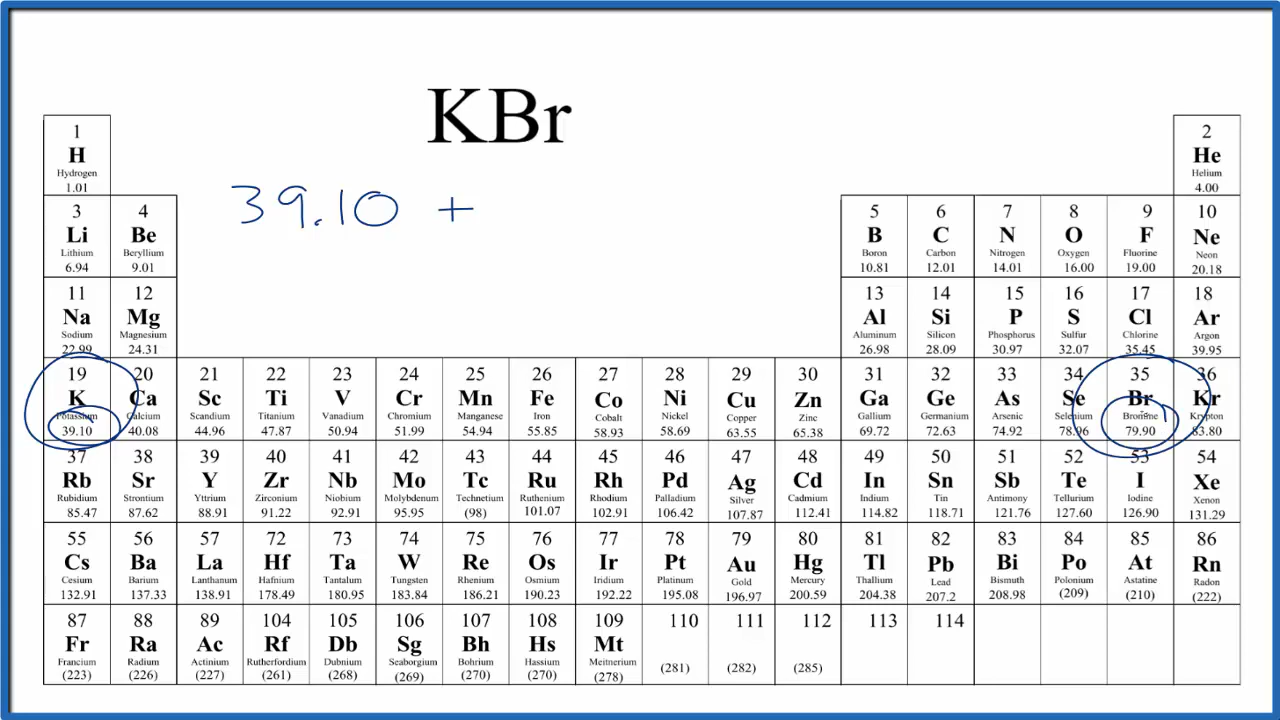 KBr
39.10 +
1 2
H He
Hydrogen Helium
1.01 4.00
3 4 5 6 7 8 9 10
Li Be B C N O F Ne
Lithium Beryllium Boron Carbon Nitrogen Oxygen Fluorine Neon
6.94 9.01 10.81 12.01 14.01 16.00 19.00 20.18
11 12 13 14 15 16 17 18
Na Mg Al Si P S Cl Ar
Sodium Magnesium Aluminum Silicon Phosphorus Sulfur Chlorine Argon
22.99 24.31 26.98 28.09 30.97 32.07 35.45 39.95
19 20 21 22 23 24 25 26 27 28 29 30 31 32 33 34 35 36
K Ca Sc Ti V Cr Mn Fe Co Ni Cu Zn Ga Ge As Se Br Kr
Potassium Calcium Scandium Titanium Vanadium Chromium Manganese Iron Cobalt Nickel Copper Zinc Gallium Germanium Arsenic Selenium Bromine Krypton
39.10 40.08 44.96 47.87 50.94 51.99 54.94 55.85 58.93 58.69 63.55 65.38 69.72 72.63 74.92 78.96 79.90 83.80
37 38 39 40 41 42 43 44 45 46 47 48 49 50 51 52 53 54
Rb Sr Y Zr Nb Mo Tc Ru Rh Pd Ag Cd In Sn Sb Te I Xe
Rubidium Strontium Yttrium Zirconium Niobium Molybdenum Technetium Ruthenium Rhodium Palladium Silver Cadmium Indium Tin Antimony Tellurium Iodine Xenon
85.47 87.62 88.91 91.22 92.91 95.95 (98) 101.07 102.91 106.42 107.87 112.41 114.82 118.71 121.76 127.60 126.90 131.29
55 56 57 72 73 74 75 76 77 78 79 80 81 82 83 84 85 86
Cs Ba La Hf Ta W Re Os Ir Pt Au Hg Tl Pb Bi Po At Rn
Cesium Barium Lanthanum Hafnium Tantalum Tungsten Rhenium Osmium Iridium Platinum Gold Mercury Thallium Lead Bismuth Polonium Astatine Radon
132.91 137.33 138.91 178.49 180.95 183.84 186.21 190.23 192.22 195.08 196.97 200.59 204.38 207.2 208.98 (209) (210) (222)
87 88 89 104 105 106 107 108 109 110 111 112 113 114
Fr Ra Ac Rf Db Sg Bh Hs Mt
Francium Radium Actinium Rutherfordium Dubnium Seaborgium Bohrium Hassium Meitnerium
(223) (226) (227) (261) (268) (269) (270) (270) (278) (281) (282) (285)